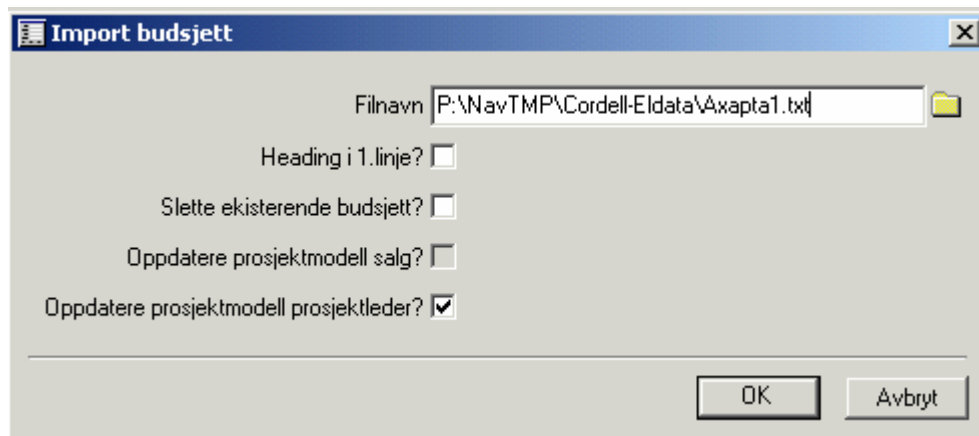 Import budsjett
Filnavn P:\NavTMP\Cordell-Eldata\Axapta1.txt
Heading i 1.linje?
Slette ekisterende budsjett?
Oppdatere prosjektmodell salg?
Oppdatere prosjektmodell prosjektleder?
OK Avbryt